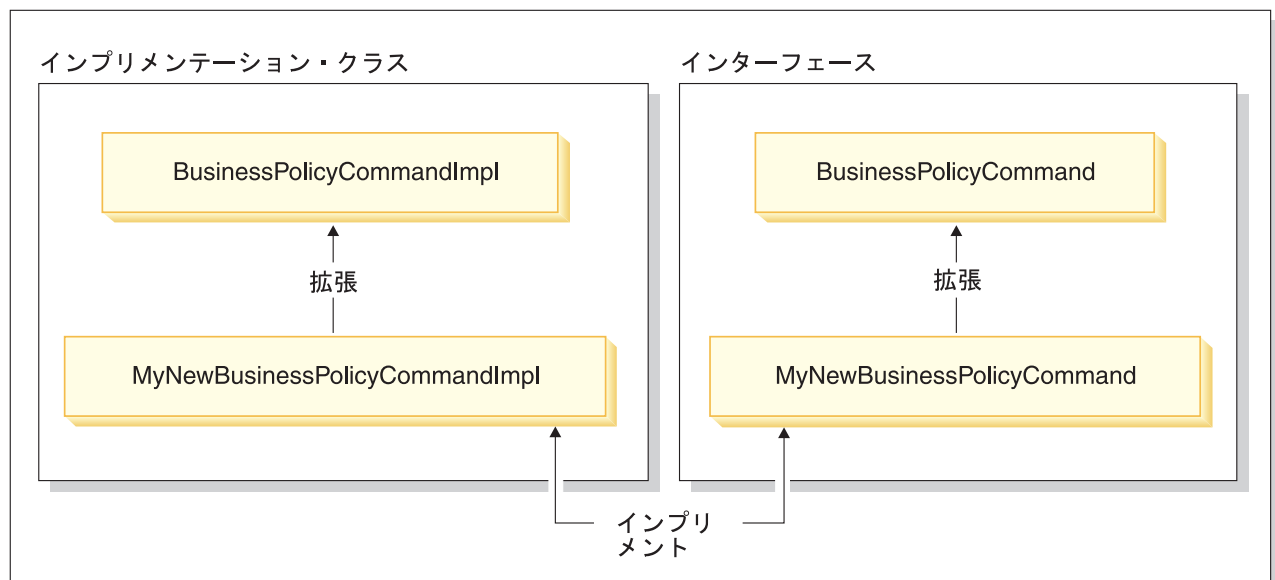 インプリメンテーション・クラス
インターフェース
BusinessPolicyCommandImpl
BusinessPolicyCommand
拡張
拡張
MyNewBusinessPolicyCommandImpl
MyNewBusinessPolicyCommand
インプリ
メント